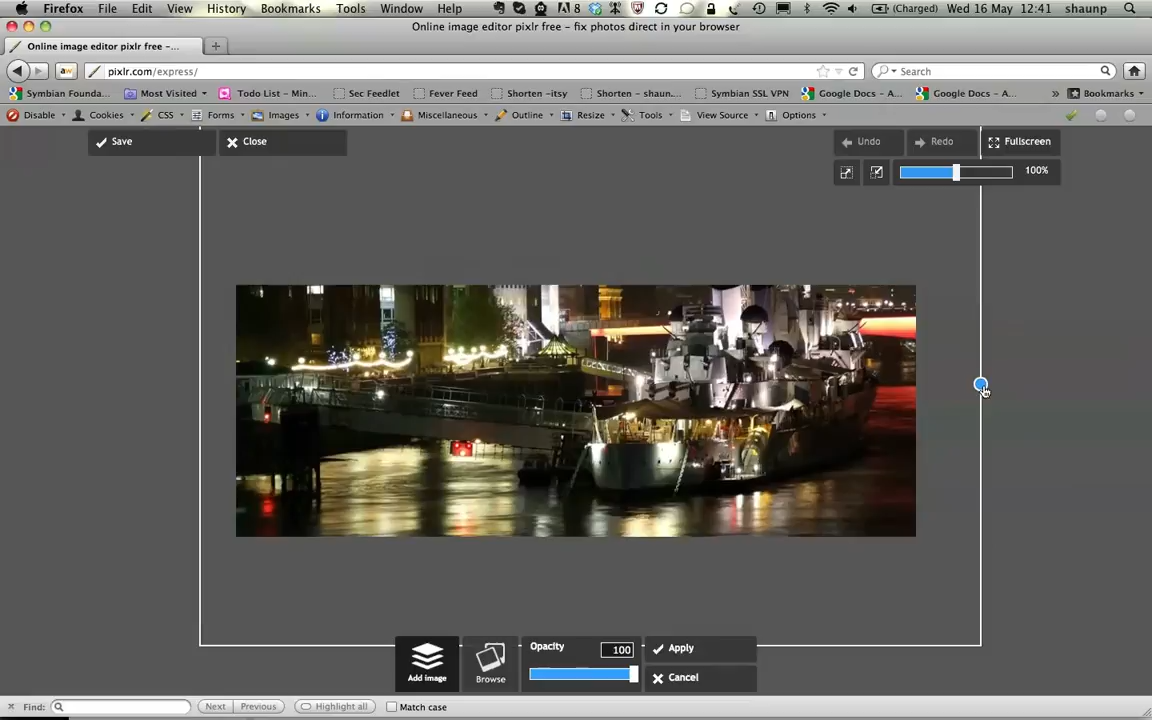 Firefox File Edit View History Bookmarks Tools Window Help 8 (Charged) Wed 16 May 12:41 shaunp
Online image editor pixlr free – fix photos direct in your browser
Online image editor pixlr free –...
aw pixlr.com/express/ Search
Symbian Founda... Most Visited Todo List – Min... Sec Feedlet Fever Feed Shorten -itsy Shorten – shaun... Symbian SSL VPN Google Docs – A... Google Docs – A... » Bookmarks
Disable Cookies CSS Forms Images Information Miscellaneous Outline Resize Tools View Source Options
Save Close Undo Redo Fullscreen
100%
Add image Browse Opacity 100 Apply
Cancel
Find: Next Previous Highlight all Match case